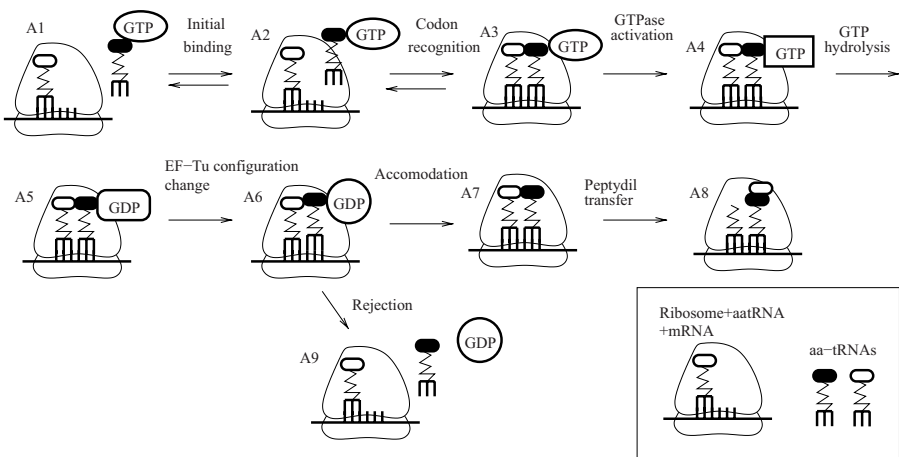 A1
GTP
Initial
binding
A2
GTP
Codon
recognition
A3
GTP
GTPase
activation
A4
GTP
GTP
hydrolysis
A5
GDP
EF-Tu configuration
change
A6
GDP
Accomodation
A7
Peptydil
transfer
A8
Rejection
A9
GDP
Ribosome+aatRNA
+mRNA
aa-tRNAs